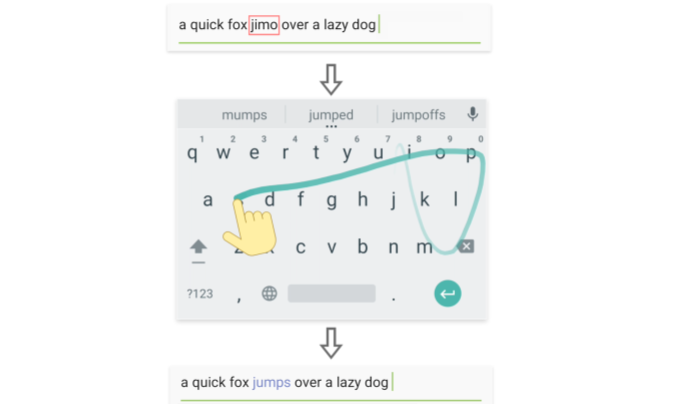 a quick fox jimo over a lazy dog
mumps jumped jumpoffs
...
1 2 3 4 5 6 7 8 9 0
q w e r t y u i o p
a d f g h j k l
z c v b n m
?123 , .
a quick fox jumps over a lazy dog